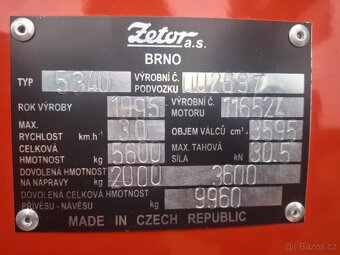 Zetor a.s.
BRNO
TYP 5340 VÝROBNÍ Č. PODVOZKU 002697
ROK VÝROBY 1995 VÝROBNÍ Č. MOTORU 116524
MAX. RYCHLOST km.h⁻¹ 30 OBJEM VÁLCŮ cm³ 3595
CELKOVÁ HMOTNOST kg 5600 MAX. TAHOVÁ SÍLA kN 30.5
DOVOLENÁ HMOTNOST NA NÁPRAVY kg 2000 3600
DOVOLENÁ CELKOVÁ HMOTNOST PŘÍVĚSU - NÁVĚSU kg 9960
MADE IN CZECH REPUBLIC